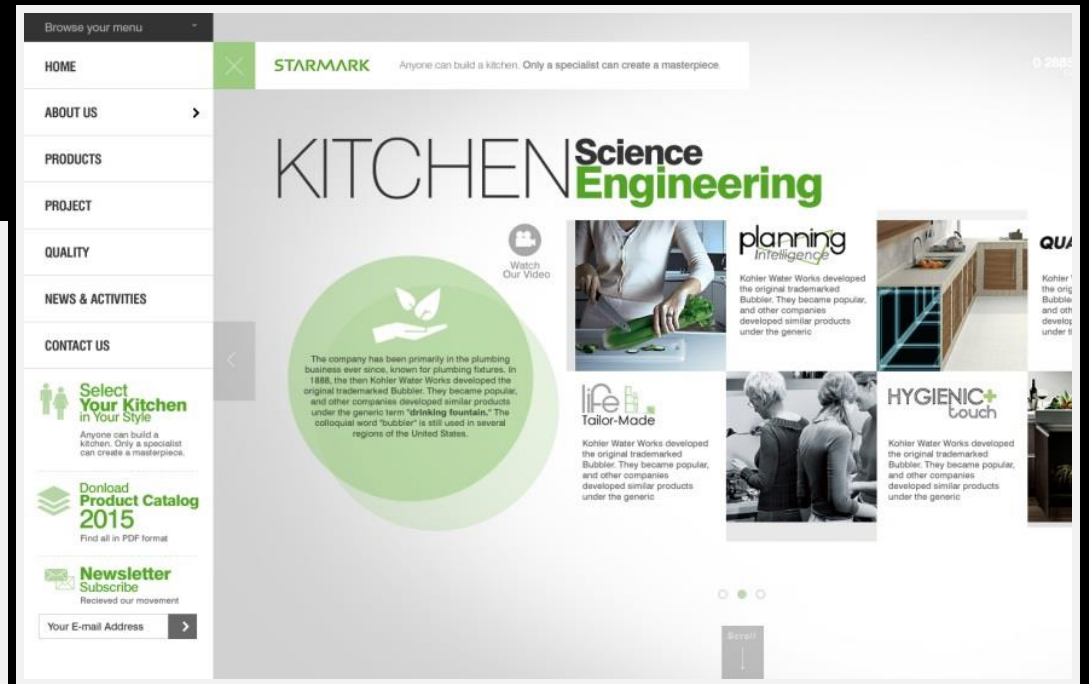 Browse your menu
HOME
ABOUT US
PRODUCTS
PROJECT
QUALITY
NEWS & ACTIVITIES
CONTACT US
Select
Your Kitchen
in Your Style
Anyone can build a
kitchen. Only a specialist
can create a masterpiece.
Donload
Product Catalog
2015
Find all in PDF format
Newsletter
Subscribe
Recieved our movement
Your E-mail Address
STARMARK
Anyone can build a kitchen. Only a specialist can create a masterpiece.
KITCHEN Science
Engineering
Watch
Our Video
The company has been primarily in the plumbing
business ever since, known for plumbing fixtures. In
1888, the then Kohler Water Works developed the
original trademarked Bubbler. They became popular,
and other companies developed similar products
under the generic term "drinking fountain." The
colloquial word "bubbler" is still used in several
regions of the United States.
planning
Intelligence
Kohler Water Works developed
the original trademarked
Bubbler. They became popular,
and other companies
developed similar products
under the generic
life
Tailor-Made
Kohler Water Works developed
the original trademarked
Bubbler. They became popular,
and other companies
developed similar products
under the generic
HYGIENIC+
touch
Kohler Water Works developed
the original trademarked
Bubbler. They became popular,
and other companies
developed similar products
under the generic
Kohler
the
Scroll